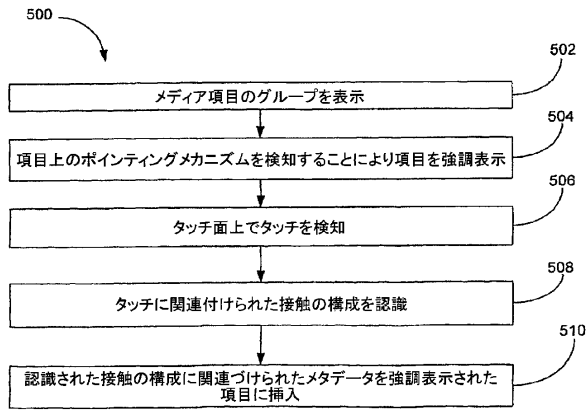 500
502
メディア項目のグループを表示
504
項目上のポインティングメカニズムを検知することにより項目を強調表示
506
タッチ面上でタッチを検知
508
タッチに関連付けられた接触の構成を認識
510
認識された接触の構成に関連づけられたメタデータを強調表示された
項目に挿入